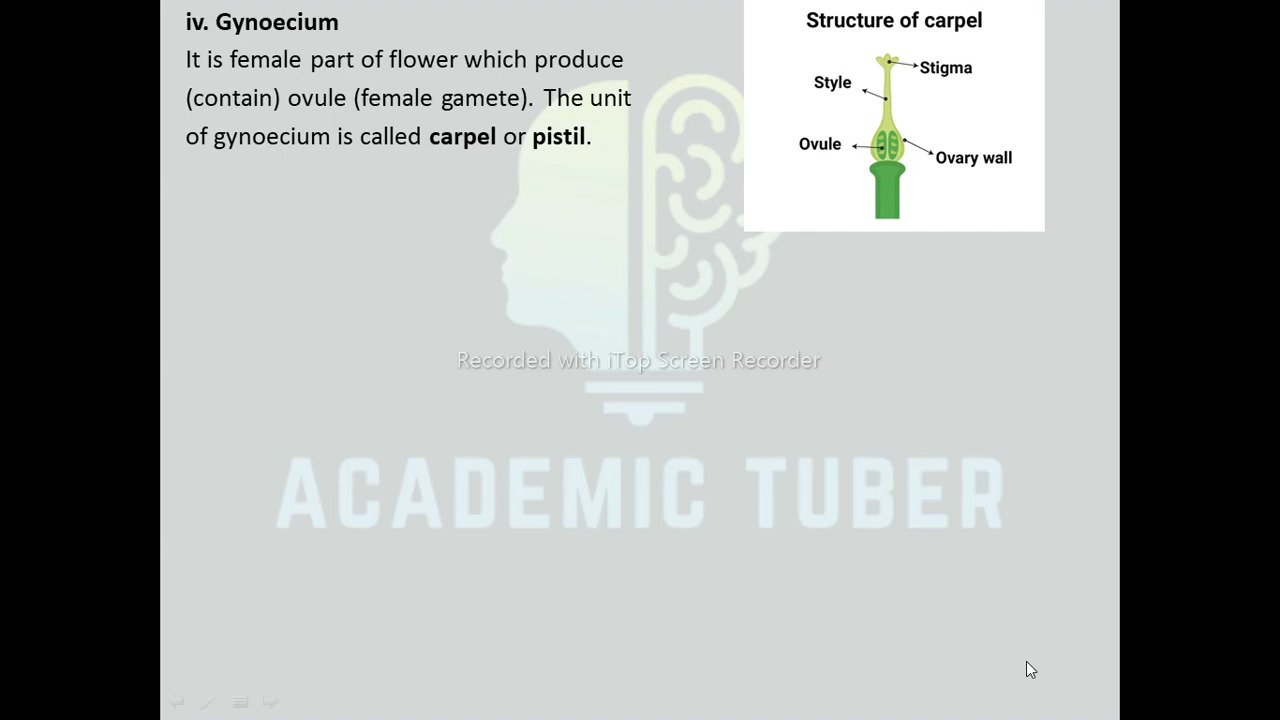 iv. Gynoecium
It is female part of flower which produce
(contain) ovule (female gamete). The unit
of gynoecium is called carpel or pistil.
Structure of carpel
Stigma
Style
Ovule
Ovary wall
Recorded with iTop Screen Recorder
ACADEMIC TUBER